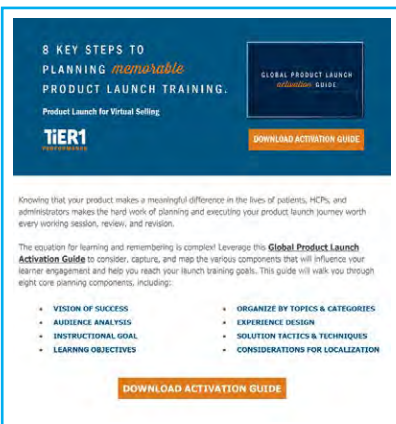 8 KEY STEPS TO
PLANNING memorable
PRODUCT LAUNCH TRAINING.
Product Launch for Virtual Selling
TiER1
PERFORMANCE
GLOBAL PRODUCT LAUNCH
activation GUIDE
DOWNLOAD ACTIVATION GUIDE
Knowing that your product makes a meaningful difference in the lives of patients, HCPs, and
administrators makes the hard work of planning and executing your product launch journey worth
every working session, review, and revision.
The equation for learning and remembering is complex! Leverage this Global Product Launch
Activation Guide to consider, capture, and map the various components that will influence your
learner engagement and help you reach your launch training goals. This guide will walk you through
eight core planning components, including:
• VISION OF SUCCESS
• AUDIENCE ANALYSIS
• INSTRUCTIONAL GOAL
• LEARNNG OBJECTIVES
• ORGANIZE BY TOPICS & CATEGORIES
• EXPERIENCE DESIGN
• SOLUTION TACTICS & TECHNIQUES
• CONSIDERATIONS FOR LOCALIZATION
DOWNLOAD ACTIVATION GUIDE